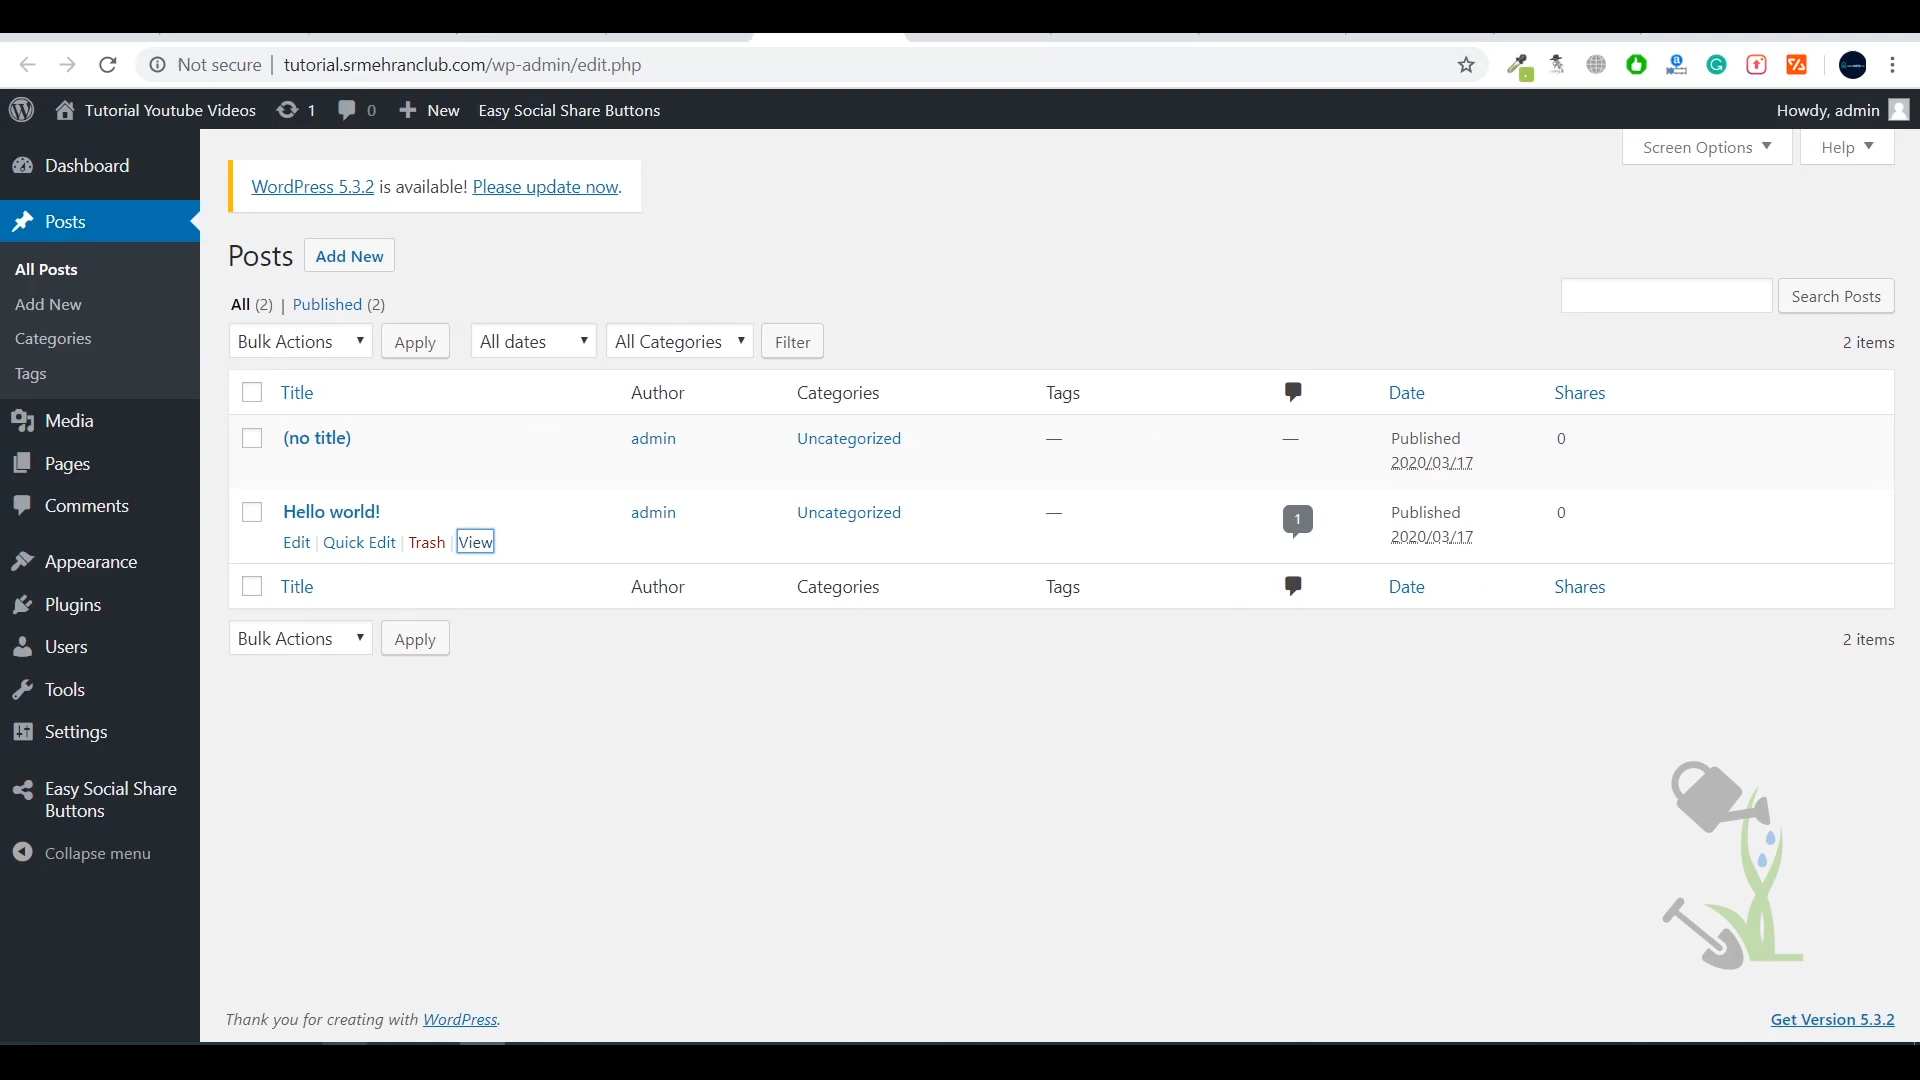 Not secure | tutorial.srmehranclub.com/wp-admin/edit.php
Tutorial Youtube Videos 1 0 New Easy Social Share Buttons Howdy, admin
Screen Options Help
Dashboard
Posts
All Posts
Add New
Categories
Tags
Media
Pages
Comments
Appearance
Plugins
Users
Tools
Settings
Easy Social Share
Buttons
Collapse menu
WordPress 5.3.2 is available! Please update now.
Posts Add New
All (2) | Published (2)
Search Posts
Bulk Actions Apply All dates All Categories Filter 2 items
Title Author Categories Tags Date Shares
(no title) admin Uncategorized — — Published 0
2020/03/17
Hello world! admin Uncategorized — 1 Published 0
Edit | Quick Edit | Trash | View 2020/03/17
Title Author Categories Tags Date Shares
Bulk Actions Apply 2 items
Thank you for creating with WordPress. Get Version 5.3.2